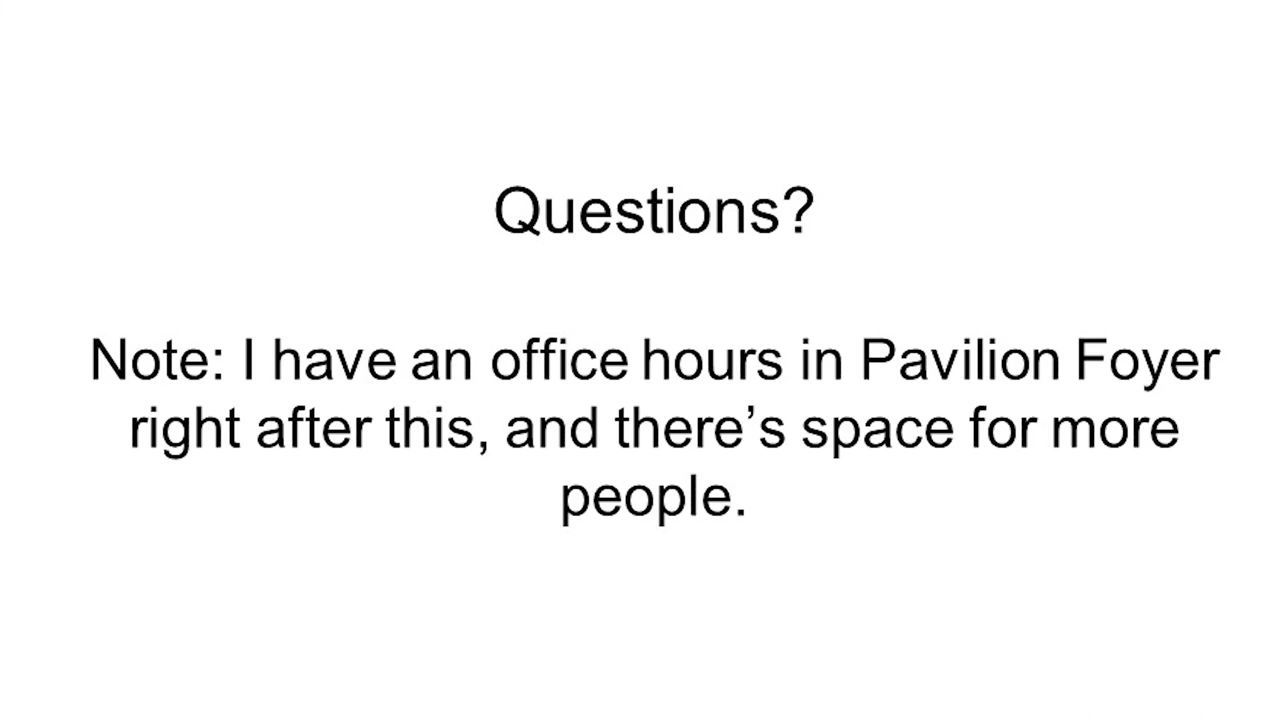 Questions?
Note: I have an office hours in Pavilion Foyer
right after this, and there’s space for more
people.